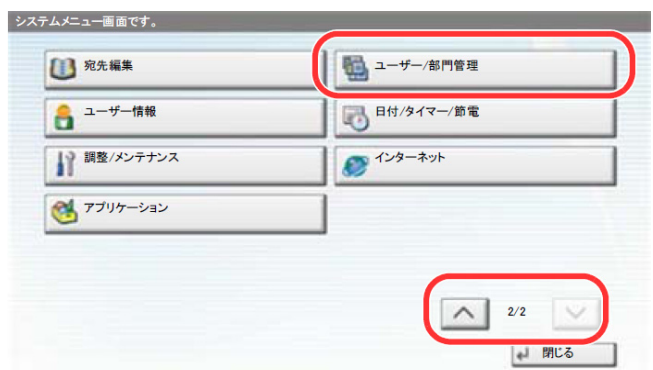 システムメニュー画面です。
宛先編集
ユーザー/部門管理
ユーザー情報
日付/タイマー/節電
調整/メンテナンス
インターネット
アプリケーション
2/2
閉じる